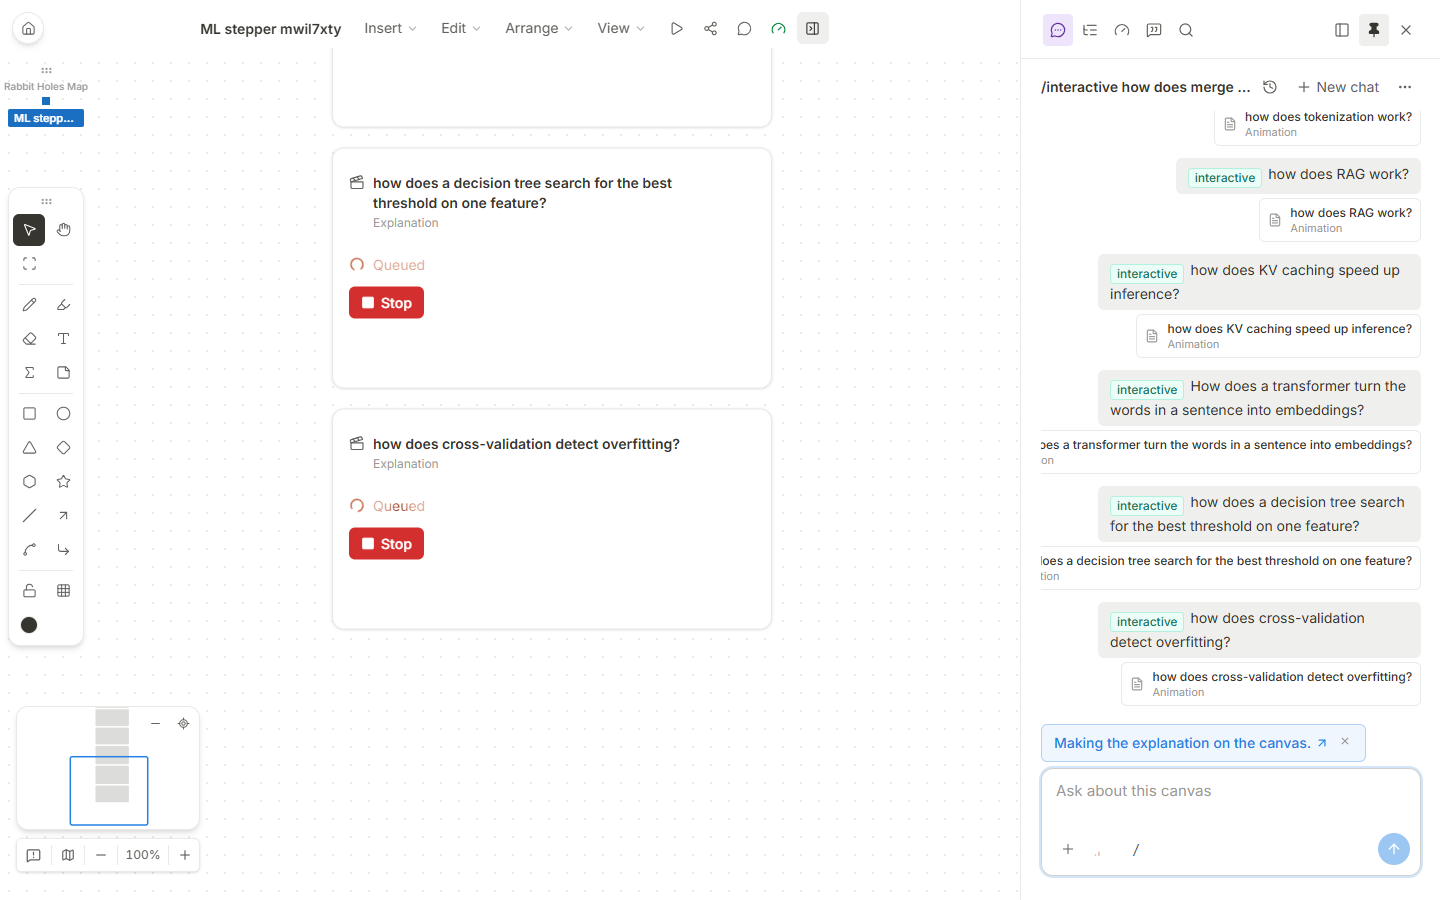 ML stepper mwil7xty
Insert
Edit
Arrange
View
Rabbit Holes Map
ML stepp...
how does a decision tree search for the best
threshold on one feature?
Explanation
Queued
Stop
how does cross-validation detect overfitting?
Explanation
Queued
Stop
100%
/interactive how does merge ...
New chat
how does tokenization work?
Animation
interactive how does RAG work?
how does RAG work?
Animation
interactive how does KV caching speed up
inference?
how does KV caching speed up inference?
Animation
interactive How does a transformer turn the
words in a sentence into embeddings?
oes a transformer turn the words in a sentence into embeddings?
on
interactive how does a decision tree search
for the best threshold on one feature?
oes a decision tree search for the best threshold on one feature?
tion
interactive how does cross-validation
detect overfitting?
how does cross-validation detect overfitting?
Animation
Making the explanation on the canvas.
Ask about this canvas
/